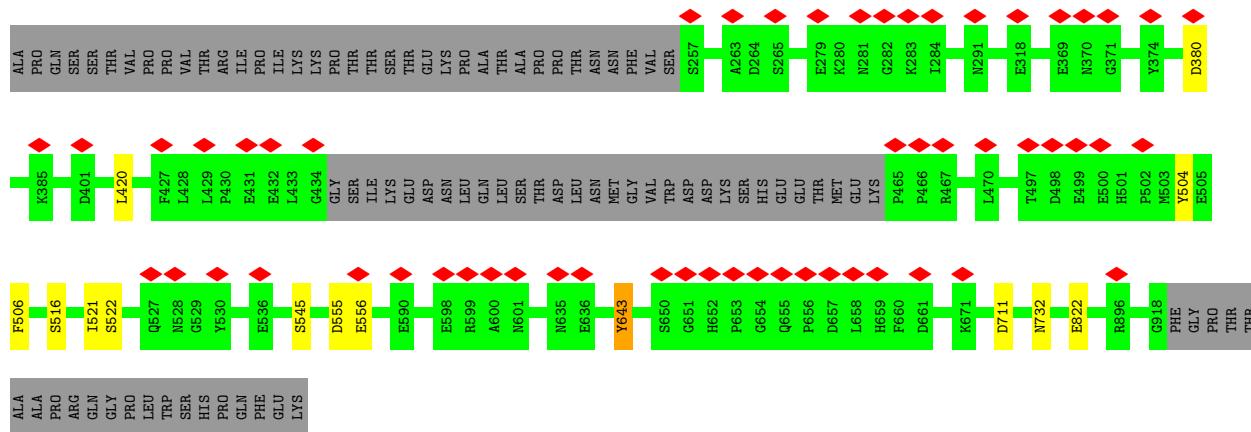 ALA PRO GLN SER SER THR VAL PRO PRO VAL THR ARG ILE PRO ILE LYS LYS PRO THR THR SER THR GLU LYS PRO ALA THR ALA PRO PRO THR ASN ASN PHE VAL SER S257 A263 D264 S265 E279 K280 N281 G282 K283 I284 N291 E318 E369 N370 G371 Y374 D380
K385 D401 L420 F427 L428 L429 P430 E431 E432 L433 G434 GLY SER ILE LYS GLU ASP ASN LEU GLN LEU SER THR ASP LEU ASN MET GLY VAL TRP ASP ASP LYS SER HIS GLU GLU THR MET GLU LYS P465 P466 R467 L470 T497 D498 E499 E500 H501 P502 M503 Y504 E505
F506 S516 I521 S522 Q527 N528 G529 Y530 E536 S545 D555 E556 E590 E598 R599 A600 N601 N635 E636 Y643 S650 G651 H652 P653 G654 Q655 P656 D657 L658 H659 F660 D661 K671 D711 N732 E822 R896 G918 PHE GLY PRO THR THR
ALA ALA PRO ARG GLN GLY PRO LEU TRP SER HIS PRO GLN PHE GLU LYS